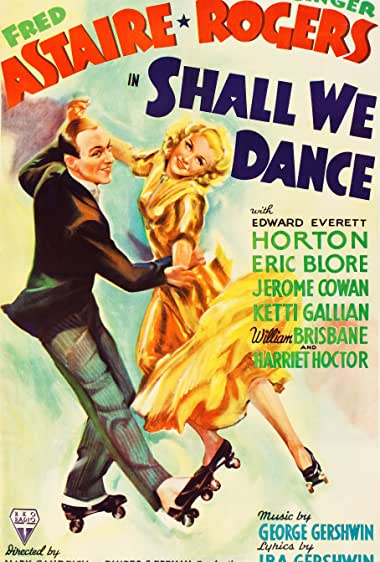 FRED
ASTAIRE ★ ROGERS
IN SHALL WE
DANCE
with
EDWARD EVERETT
HORTON
ERIC BLORE
JEROME COWAN
KETTI GALLIAN
William BRISBANE
AND
HARRIET HOCTOR
RKO
RADIO
Music by
GEORGE GERSHWIN
Lyrics by
IRA GERSHWIN
Directed by